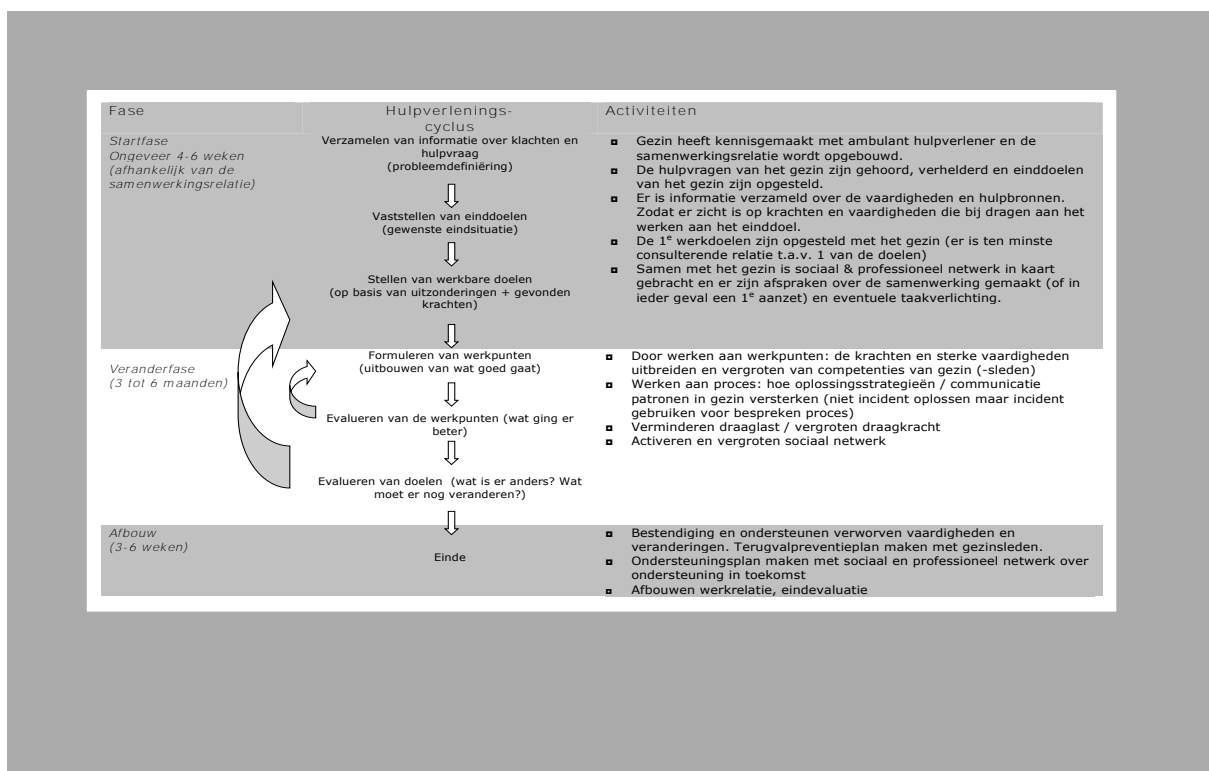 Fase
Hulpverlenings-
cyclus
Activiteiten
Startfase
Ongeveer 4-6 weken
(afhankelijk van de
samenwerkingsrelatie)
Verzamelen van informatie over klachten en
hulpvraag
(probleemdefiniëring)
Vaststellen van einddoelen
(gewenste eindsituatie)
Stellen van werkbare doelen
(op basis van uitzonderingen + gevonden
krachten)
Gezin heeft kennisgemaakt met ambulant hulpverlener en de
samenwerkingsrelatie wordt opgebouwd.
De hulpvragen van het gezin zijn gehoord, verhelderd en einddoelen
van het gezin zijn opgesteld.
Er is informatie verzameld over de vaardigheden en hulpbronnen.
Zodat er zicht is op krachten en vaardigheden die bij dragen aan het
werken aan het einddoel.
De 1e werkdoelen zijn opgesteld met het gezin (er is ten minste
consulterende relatie t.a.v. 1 van de doelen)
Samen met het gezin is sociaal & professioneel netwerk in kaart
gebracht en er zijn afspraken over de samenwerking gemaakt (of in
ieder geval een 1e aanzet) en eventuele taakverlichting.
Veranderfase
(3 tot 6 maanden)
Formuleren van werkpunten
(uitbouwen van wat goed gaat)
Evalueren van de werkpunten (wat ging er
beter)
Evalueren van doelen (wat is er anders? Wat
moet er nog veranderen?)
Door werken aan werkpunten: de krachten en sterke vaardigheden
uitbreiden en vergroten van competenties van gezin (-sleden)
Werken aan proces: hoe oplossingsstrategieën / communicatie
patronen in gezin versterken (niet incident oplossen maar incident
gebruiken voor bespreken proces)
Verminderen draaglast / vergroten draagkracht
Activeren en vergroten sociaal netwerk
Afbouw
(3-6 weken)
Einde
Bestendiging en ondersteunen verworven vaardigheden en
veranderingen. Terugvalpreventieplan maken met gezinsleden.
Ondersteuningsplan maken met sociaal en professioneel netwerk over
ondersteuning in toekomst
Afbouwen werkrelatie, eindevaluatie